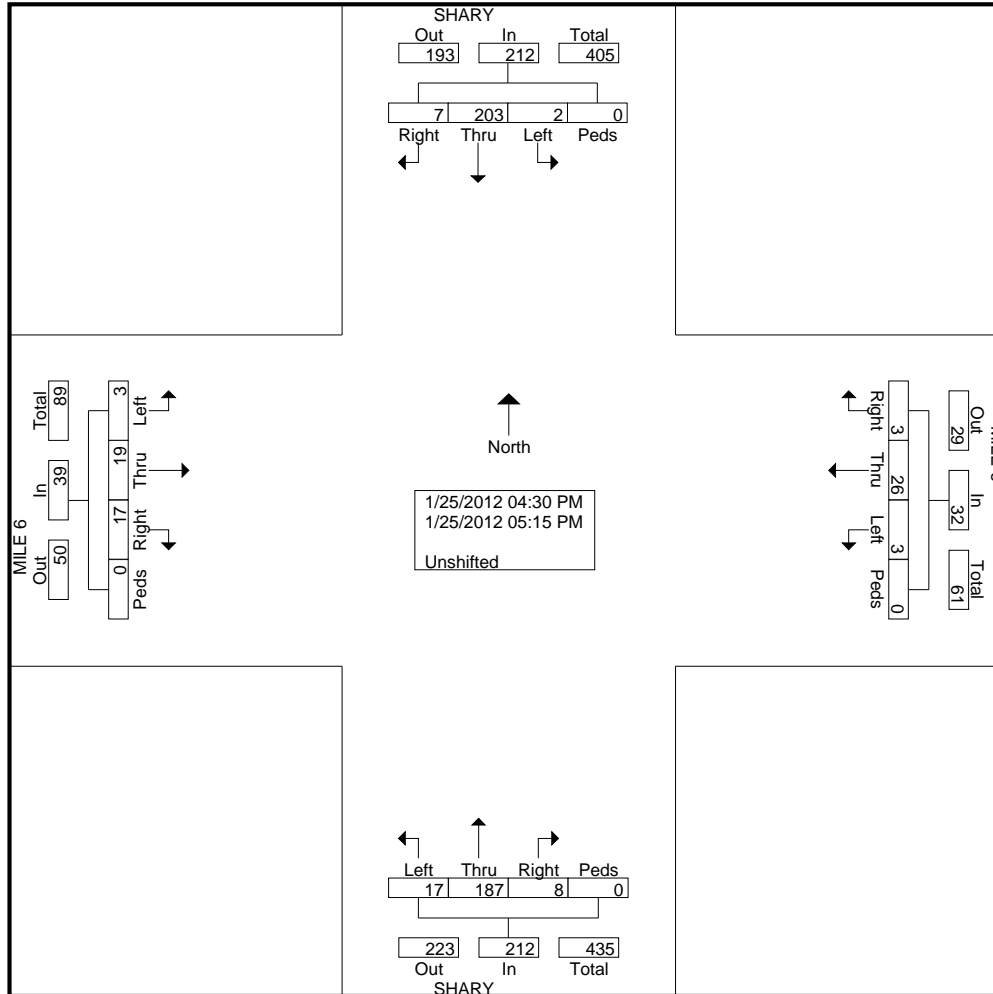 SHARY
Out In Total
193 212 405
7 203 2 0
Right Thru Left Peds
MILE 6
Total In Out
89 39 50
3 19 17 0
Left Thru Right Peds
North
1/25/2012 04:30 PM
1/25/2012 05:15 PM
Unshifted
Right Thru Left Peds
3 26 3 0
Out In Total
29 32 61
Left Thru Right Peds
17 187 8 0
223 212 435
Out In Total
SHARY